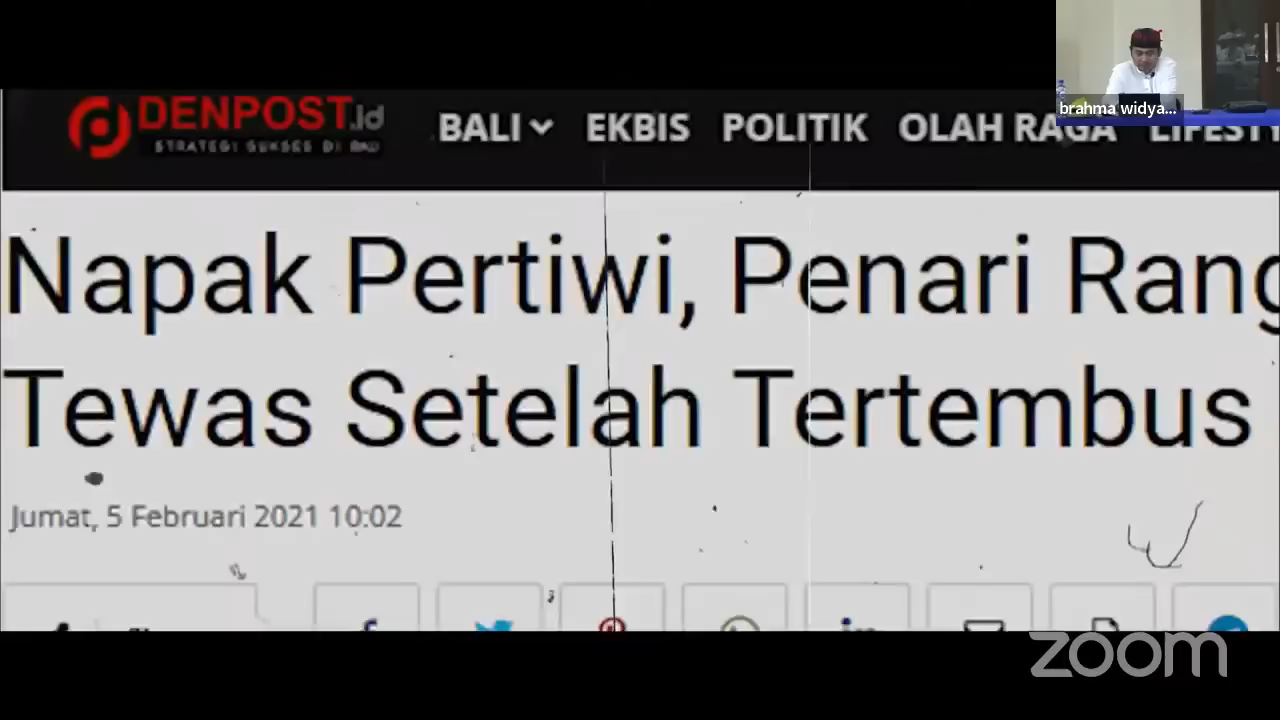 DENPOST.id
STRATEGI SUKSES DI BALI
BALI EKBIS POLITIK OLAH RAGA LIFESTY
brahma widya...
Napak Pertiwi, Penari Rang
Tewas Setelah Tertembus
Jumat, 5 Februari 2021 10:02
zoom